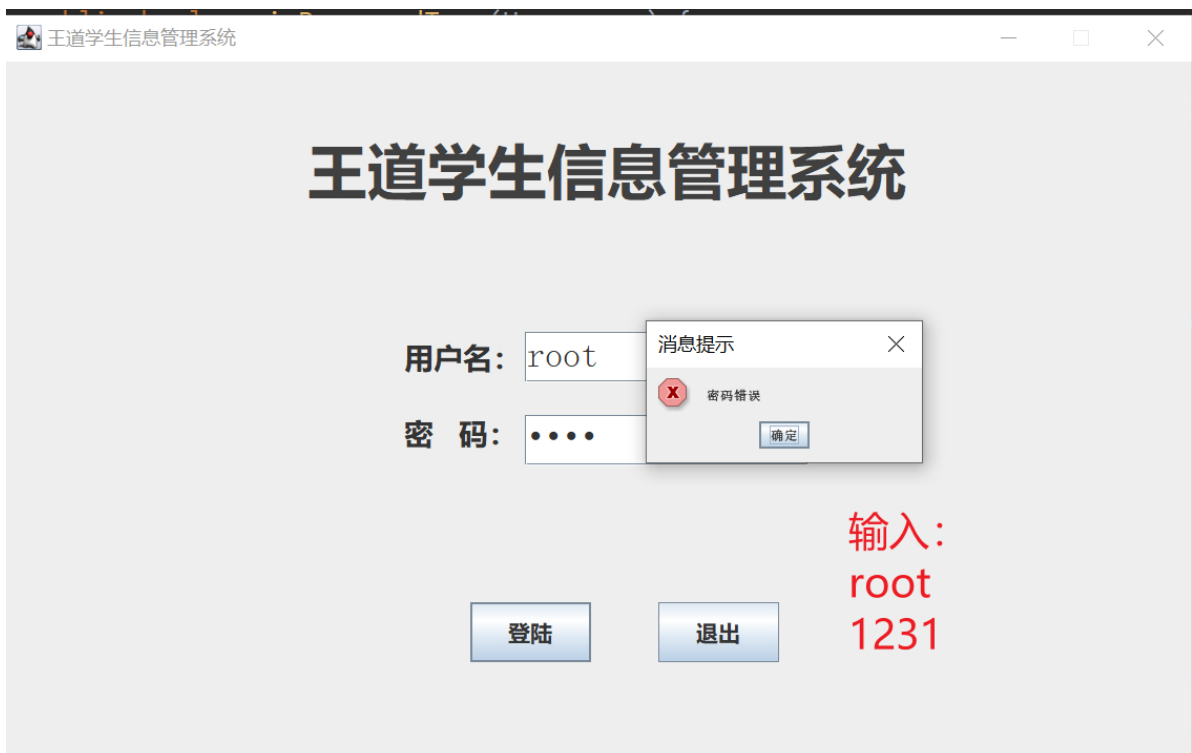 王道学生信息管理系统
王道学生信息管理系统
用户名： root
消息提示
密码错误
确定
密 码： ••••
输入：
root
1231
登陆 退出